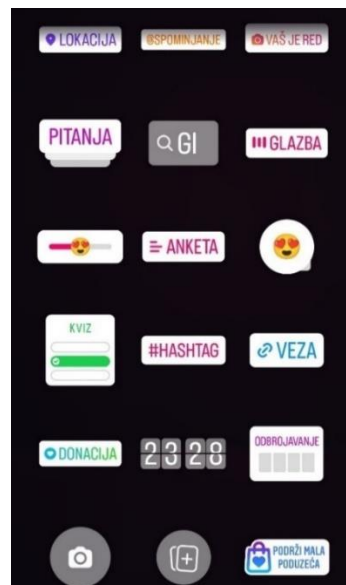 LOKACIJA
@SPOMINJANJE
VAŠ JE RED
PITANJA
GI
GLAZBA
ANKETA
KVIZ
#HASHTAG
VEZA
DONACIJA
23 28
ODBROJAVANJE
PODRŽI MALA
PODUZEĆA